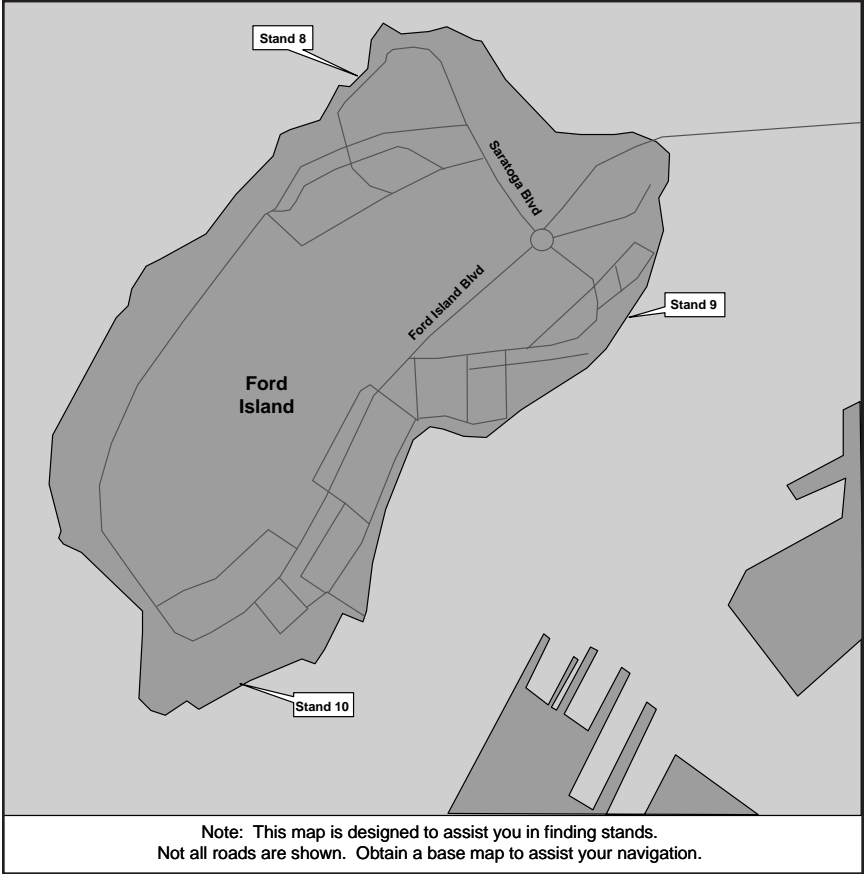 Stand 8
Saratoga Blvd
Ford Island Blvd
Stand 9
Ford
Island
Stand 10
Note: This map is designed to assist you in finding stands.
Not all roads are shown. Obtain a base map to assist your navigation.